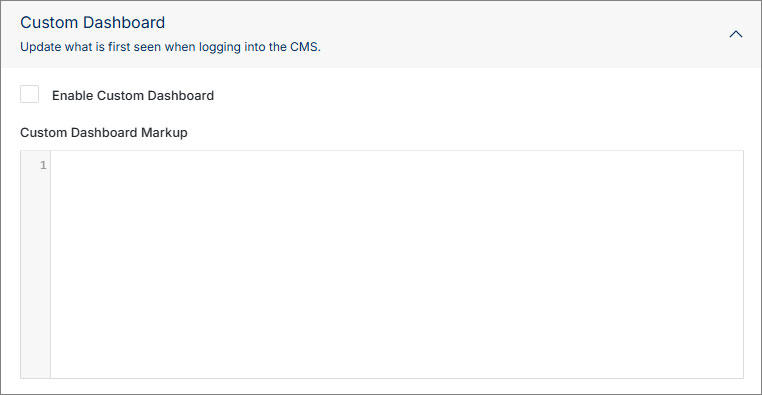 Custom Dashboard
Update what is first seen when logging into the CMS.
Enable Custom Dashboard
Custom Dashboard Markup
1